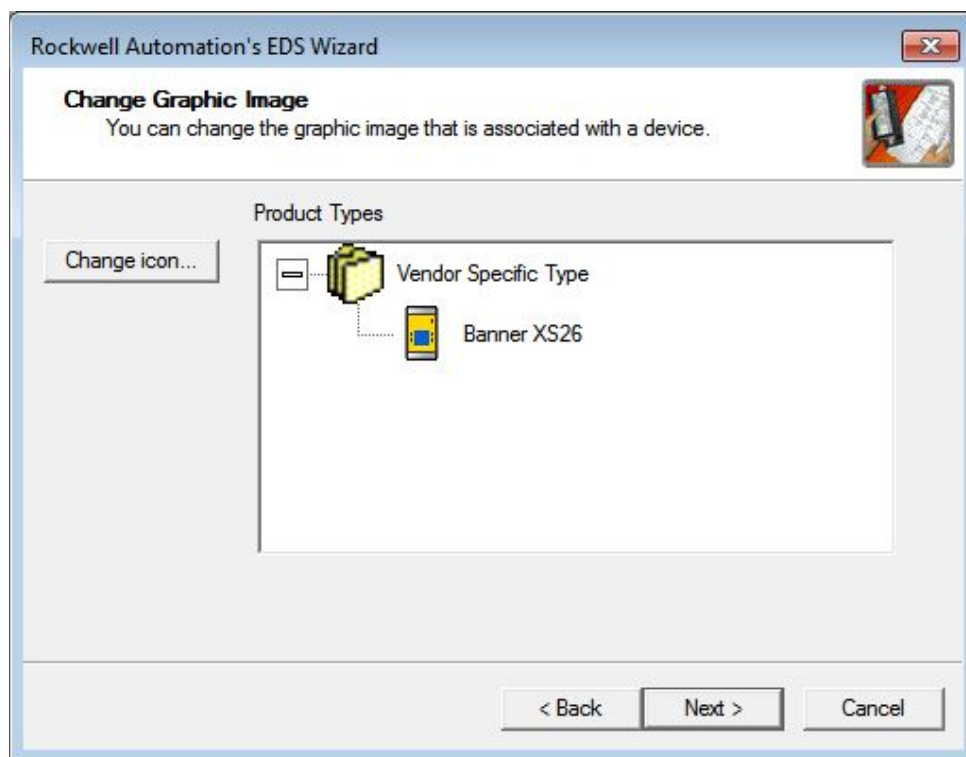 Rockwell Automation's EDS Wizard
Change Graphic Image
You can change the graphic image that is associated with a device.
Product Types
Change icon...
Vendor Specific Type
Banner XS26
< Back
Next >
Cancel